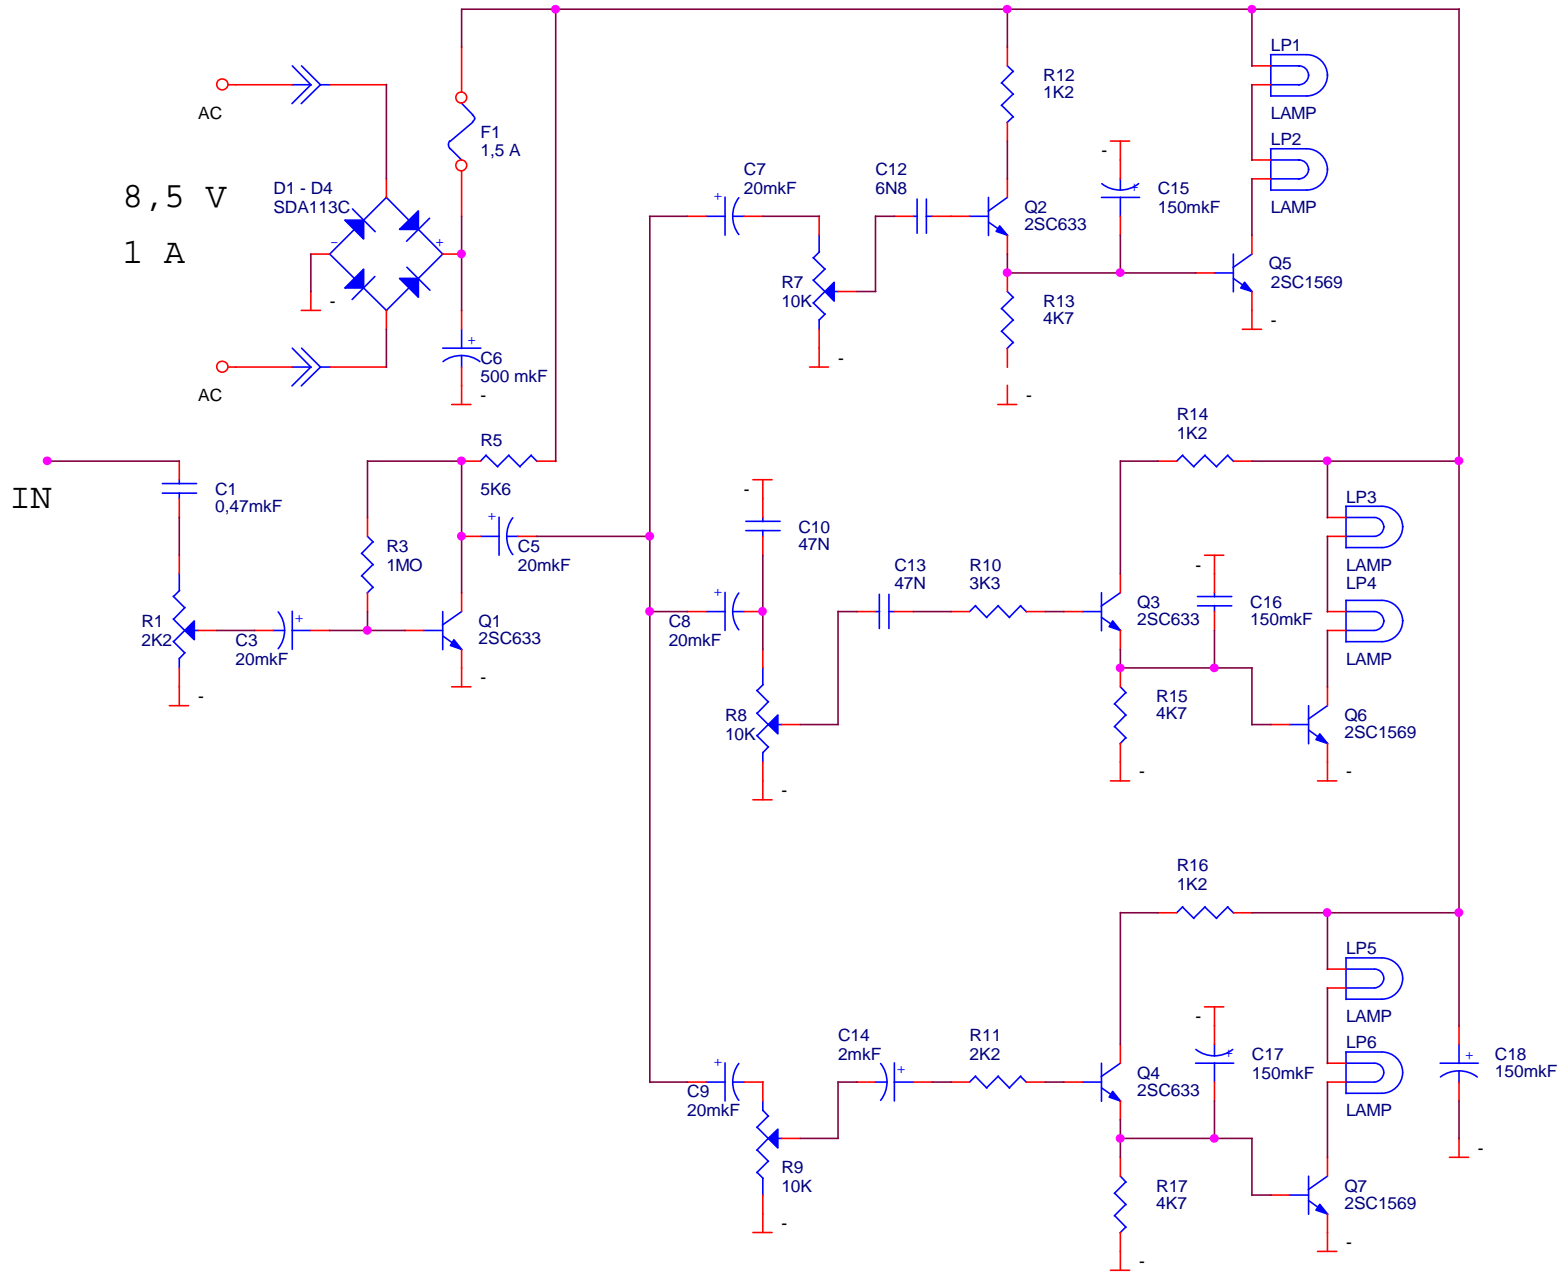 AC
8,5 V
1 A
D1 - D4
SDA113C
-
+
-
AC
F1
1,5 A
+
C6
500 mkF
-
IN
C1
0,47mkF
R1
2K2
-
C3
20mkF
+
R3
1MO
R5
5K6
+
C5
20mkF
Q1
2SC633
-
C7
20mkF
+
R7
10K
-
C12
6N8
R12
1K2
Q2
2SC633
R13
4K7
-
-
+
C15
150mkF
LP1
LAMP
LP2
LAMP
Q5
2SC1569
-
-
C10
47N
+
C8
20mkF
R8
10K
-
C13
47N
R10
3K3
R14
1K2
Q3
2SC633
R15
4K7
-
-
C16
150mkF
LP3
LAMP
LP4
LAMP
Q6
2SC1569
-
+
C9
20mkF
R9
10K
-
C14
2mkF
+
R11
2K2
R16
1K2
Q4
2SC633
R17
4K7
-
-
+
C17
150mkF
LP5
LAMP
LP6
LAMP
Q7
2SC1569
-
+
C18
150mkF
-